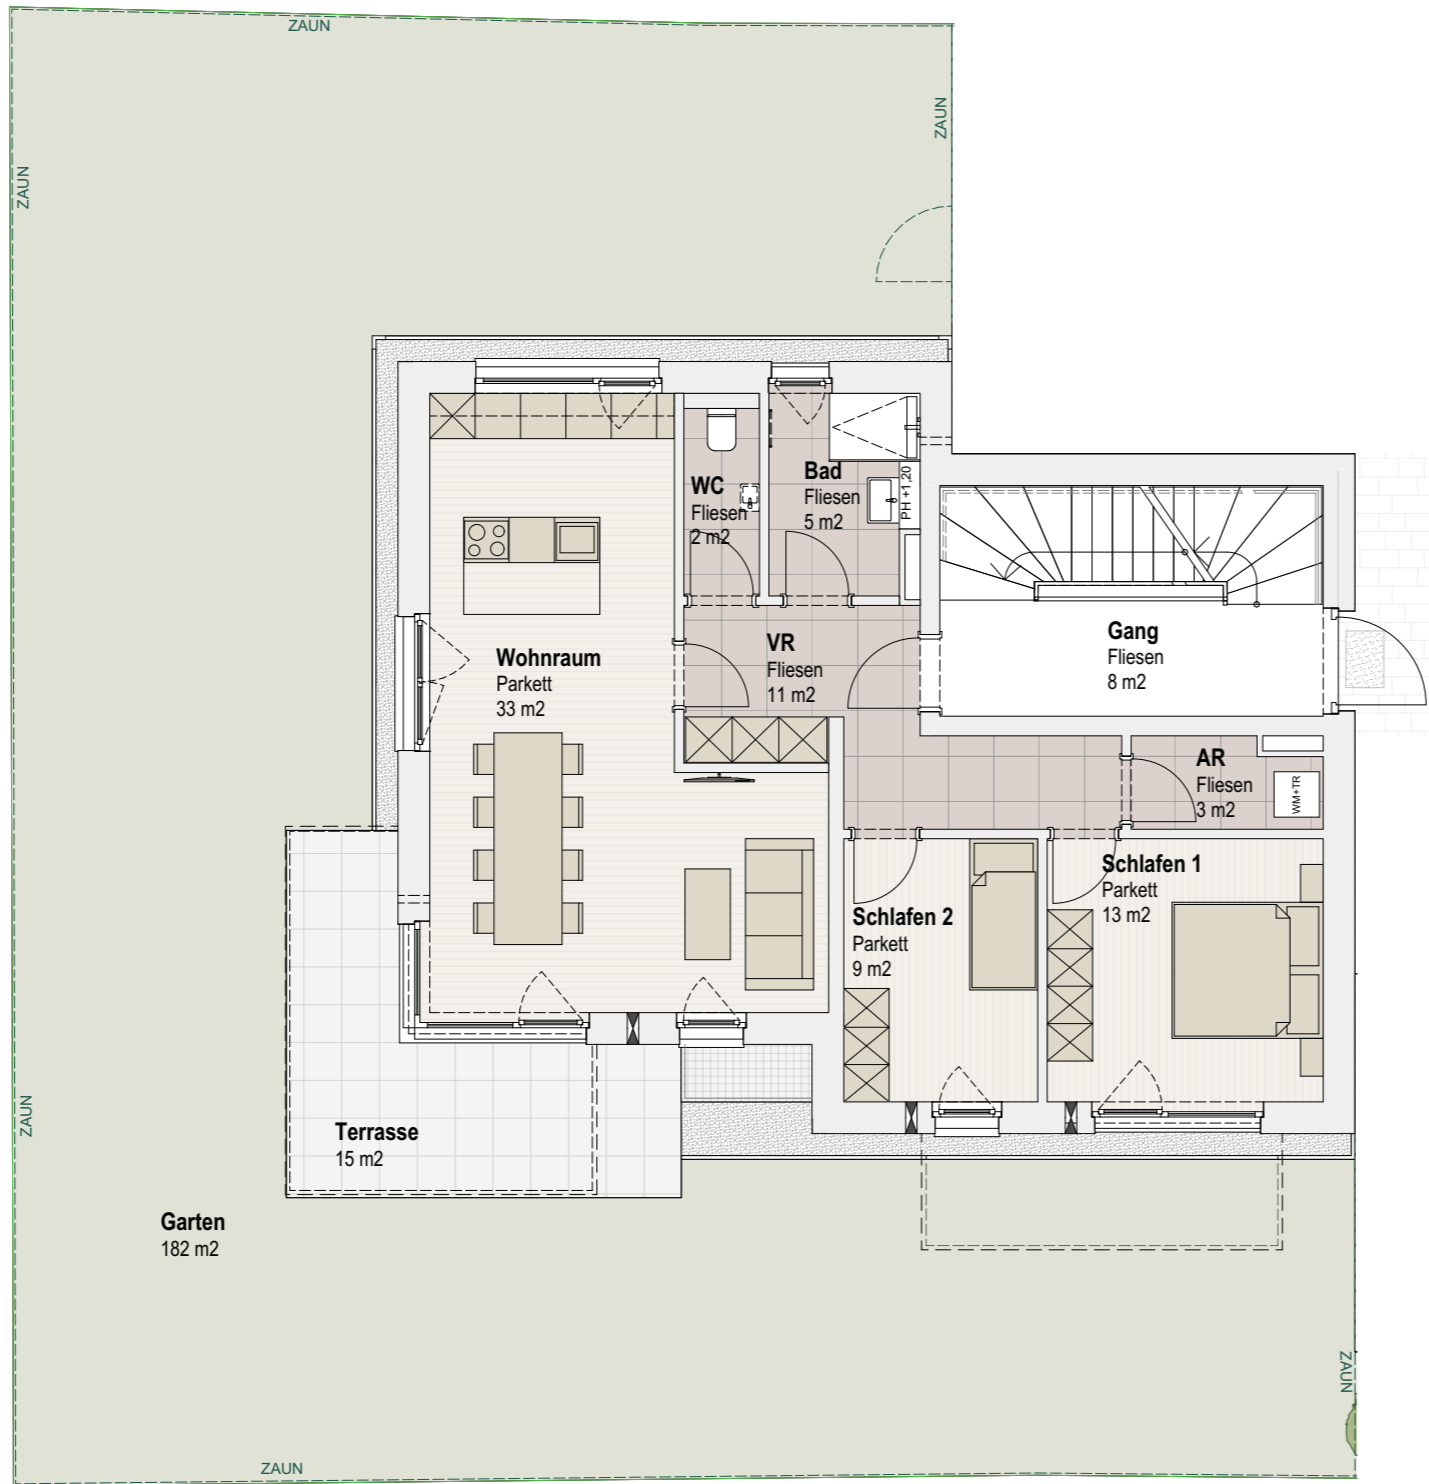 ZAUN
ZAUN
ZAUN
WC
Fliesen
2 m2
Bad
Fliesen
5 m2
PH +1,20
VR
Fliesen
11 m2
Gang
Fliesen
8 m2
Wohnraum
Parkett
33 m2
AR
Fliesen
3 m2
WM+TR
Schlafen 1
Parkett
13 m2
Schlafen 2
Parkett
9 m2
ZAUN
Terrasse
15 m2
Garten
182 m2
ZAUN
ZAUN